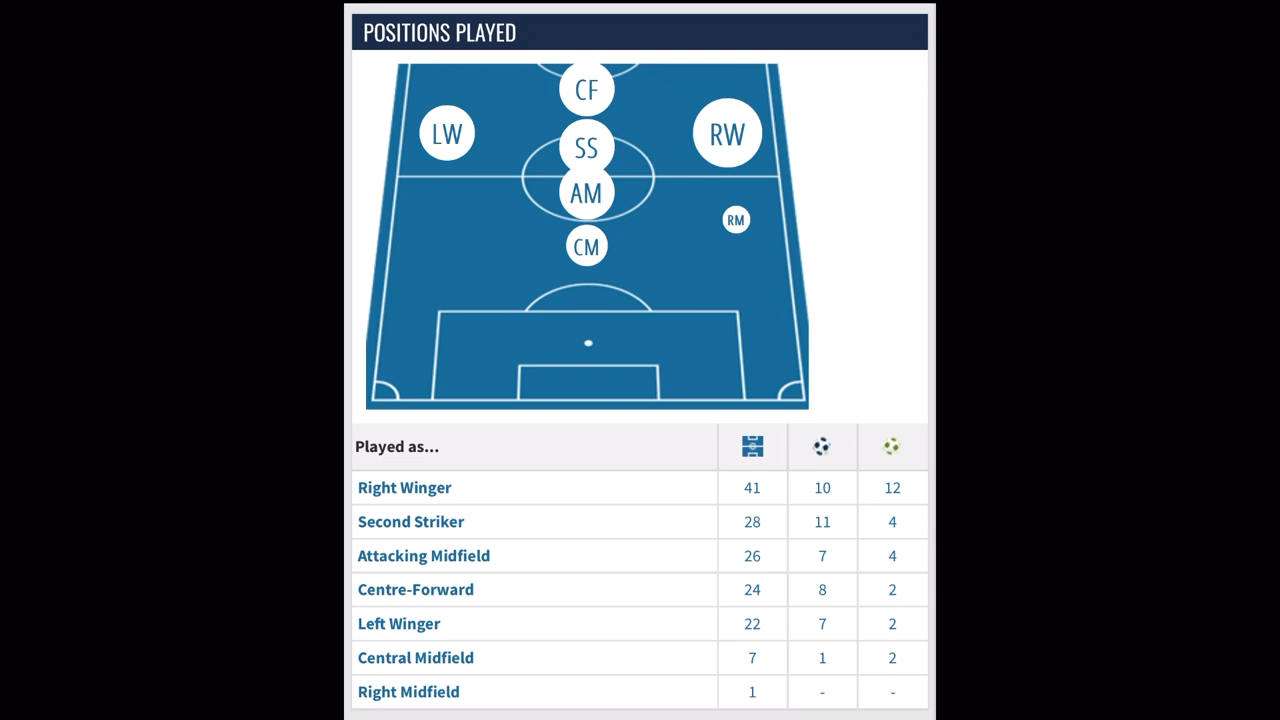 POSITIONS PLAYED
CF
LW
RW
SS
AM
RM
CM
Played as...
Right Winger 41 10 12
Second Striker 28 11 4
Attacking Midfield 26 7 4
Centre-Forward 24 8 2
Left Winger 22 7 2
Central Midfield 7 1 2
Right Midfield 1 - -